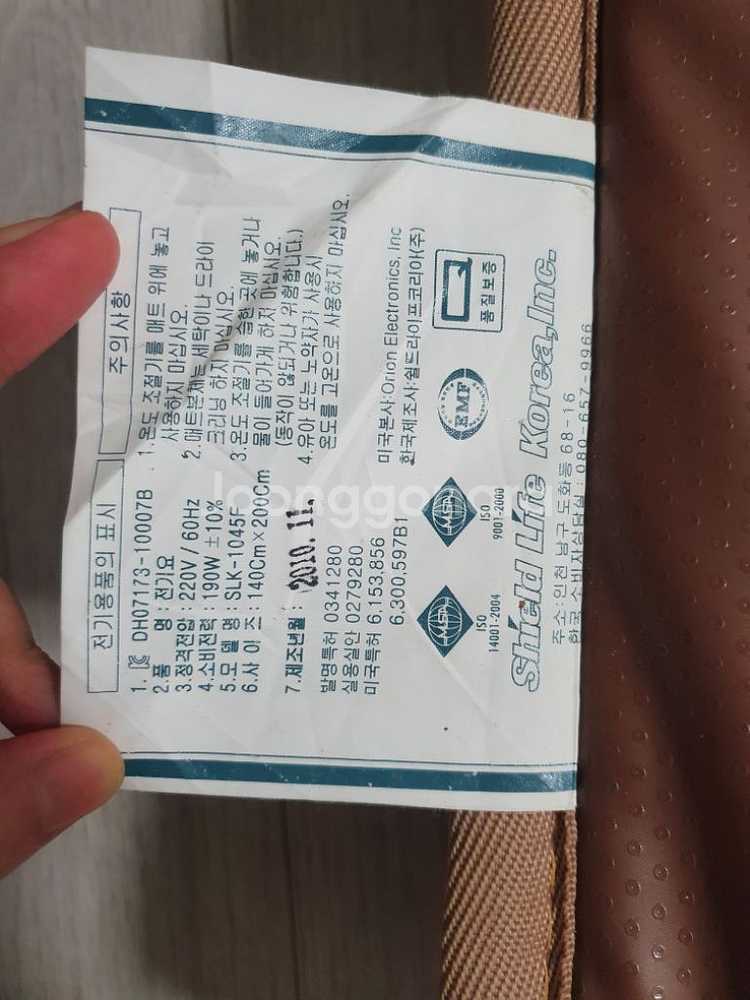 전기용품의 표시
1. DH07173-10007B
2.품 명 : 전기요
3.정격전압 : 220V / 60Hz
4.소비전력 : 190W ±10%
5.모 델 명 : SLK-1045F
6.사 이 즈 : 140Cm×200Cm
7.제조년월 : 2010. 11.
발명특허 0341280
실용실안 0279280
미국특허 6,153,856
6,300,597B1
주의사항
1.온도 조절기를 매트 위에 놓고
사용하지 마십시오.
2.매트본체는 세탁이나 드라이
크리닝 하지 마십시오.
3.온도 조절기를 습한 곳에 놓거나
물이 들어가게 하지 마십시오.
(동작이 않되거나 위험합니다.)
4.유아 또는 노약자가 사용시
온도를 고온으로 사용하지 마십시오.
미국본사:Orion Electronics, Inc
한국제조사:쉴드라이프코리아(주)
MSA
ISO
14001-2004
MSA
ISO
9001-2000
EMF
Q
품질보증
Shield Life Korea,Inc.
주소:인천 남구 도화동 68-16
한국 소비자상담실 : 080-657-9966